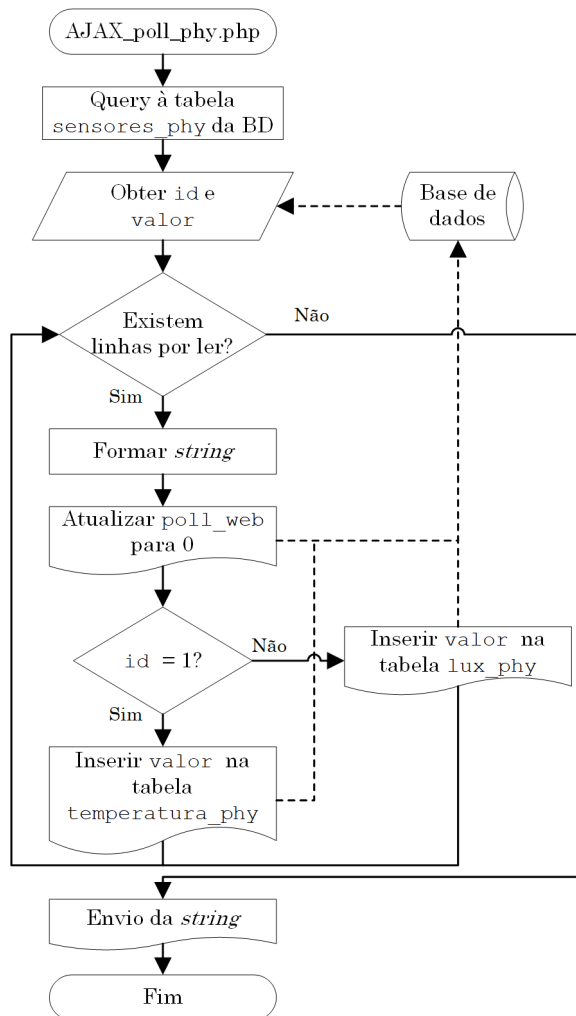 AJAX_poll_phy.php
Query à tabela
sensores_phy da BD
Obter id e
valor
Base de
dados
Existem
linhas por ler?
Não
Sim
Formar string
Atualizar poll_web
para 0
id = 1?
Não
Inserir valor na
tabela lux_phy
Sim
Inserir valor na
tabela
temperatura_phy
Envio da string
Fim